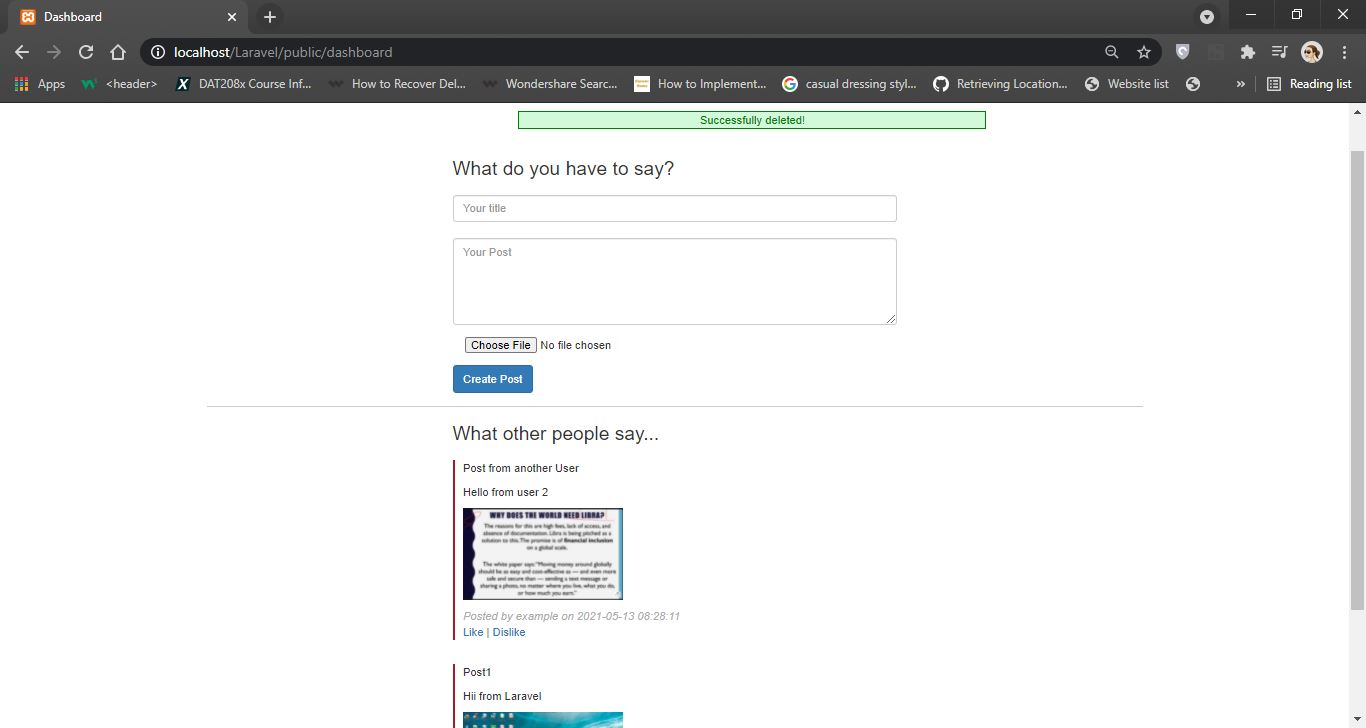 Dashboard
localhost/Laravel/public/dashboard
Apps
<header>
DAT208x Course Inf...
How to Recover Del...
Wondershare Searc...
How to Implement...
casual dressing styl...
Retrieving Location...
Website list
»
Reading list
Successfully deleted!
What do you have to say?
Your title
Your Post
Choose File No file chosen
Create Post
What other people say...
Post from another User
Hello from user 2
WHY DOES THE WORLD NEED LIBRA?
The reasons for this are high fees, lack of access, and
absence of documentation. Libra is being pitched as a
solution to this. The promise is of financial inclusion
on a global scale.
The white paper says: "Moving money around globally
should be as easy and cost-effective as — and even more
safe and secure than — sending a text message or
sharing a photo, no matter where you live, what you do,
or how much you earn."
Posted by example on 2021-05-13 08:28:11
Like | Dislike
Post1
Hii from Laravel